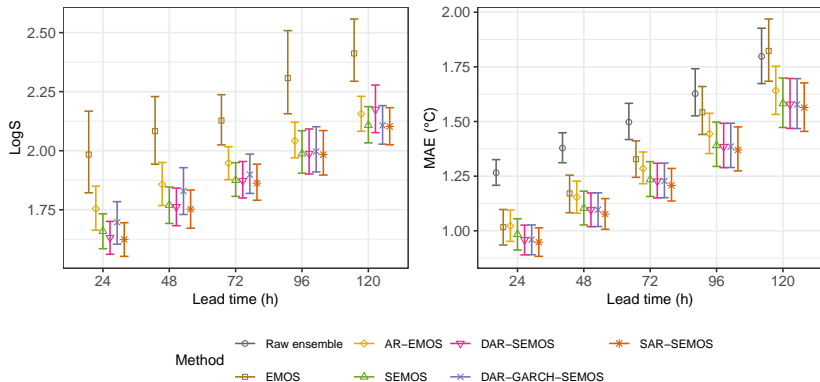 LogS
2.50
2.25
2.00
1.75
24 48 72 96 120
Lead time (h)
MAE (°C)
2.00
1.75
1.50
1.25
1.00
24 48 72 96 120
Lead time (h)
Method
Raw ensemble AR−EMOS DAR−SEMOS SAR−SEMOS
EMOS SEMOS DAR−GARCH−SEMOS